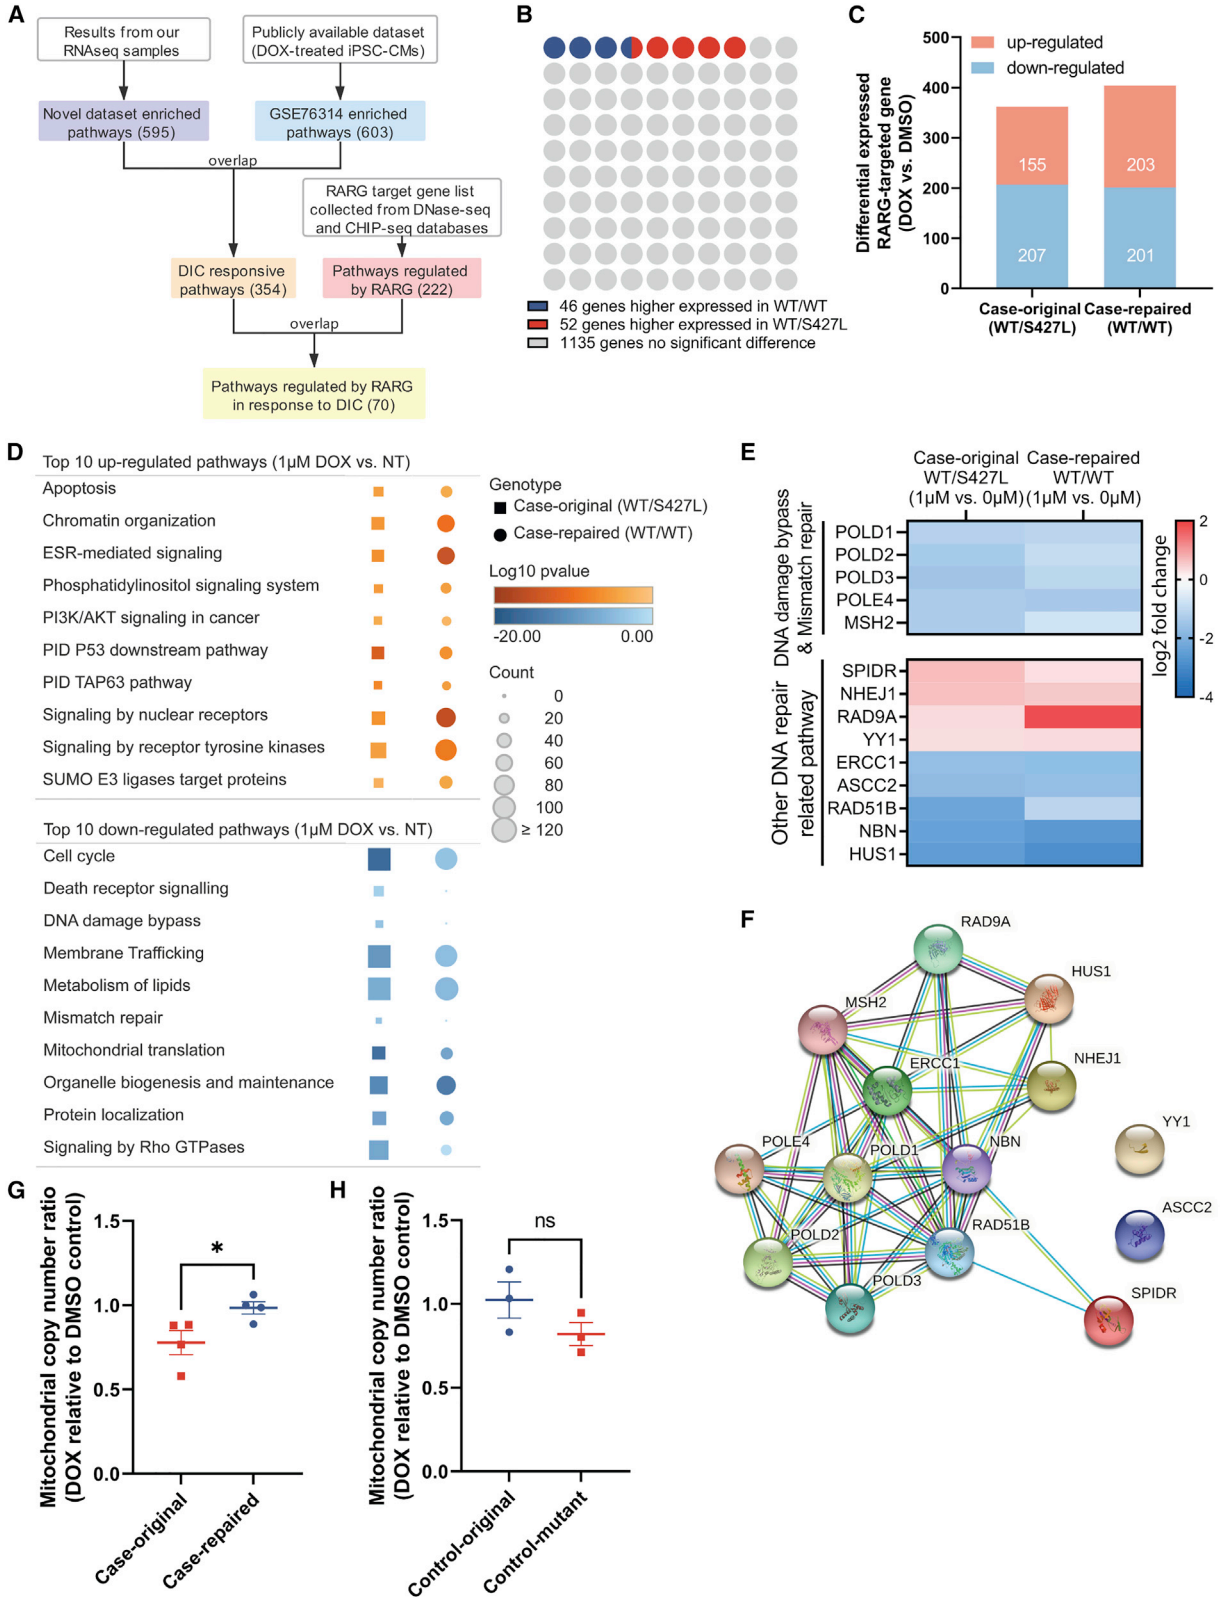 A
Results from our
RNAseq samples
Publicly available dataset
(DOX-treated iPSC-CMs)
Novel dataset enriched
pathways (595)
GSE76314 enriched
pathways (603)
overlap
RARG target gene list
collected from DNase-seq
and CHIP-seq databases
DIC responsive
pathways (354)
Pathways regulated
by RARG (222)
overlap
Pathways regulated by RARG
in response to DIC (70)
B
46 genes higher expressed in WT/WT
52 genes higher expressed in WT/S427L
1135 genes no significant difference
C
Differential expressed
RARG-targeted gene
(DOX vs. DMSO)
500
400
300
200
100
0
up-regulated
down-regulated
155
203
207
201
Case-original
(WT/S427L)
Case-repaired
(WT/WT)
D
Top 10 up-regulated pathways (1µM DOX vs. NT)
Apoptosis
Chromatin organization
ESR-mediated signaling
Phosphatidylinositol signaling system
PI3K/AKT signaling in cancer
PID P53 downstream pathway
PID TAP63 pathway
Signaling by nuclear receptors
Signaling by receptor tyrosine kinases
SUMO E3 ligases target proteins
Top 10 down-regulated pathways (1µM DOX vs. NT)
Cell cycle
Death receptor signalling
DNA damage bypass
Membrane Trafficking
Metabolism of lipids
Mismatch repair
Mitochondrial translation
Organelle biogenesis and maintenance
Protein localization
Signaling by Rho GTPases
Genotype
Case-original (WT/S427L)
Case-repaired (WT/WT)
Log10 pvalue
-20.00
0.00
Count
0
20
40
60
80
100
≥ 120
E
Case-original
WT/S427L
(1µM vs. 0µM)
Case-repaired
WT/WT
(1µM vs. 0µM)
DNA damage bypass
& Mismatch repair
POLD1
POLD2
POLD3
POLE4
MSH2
Other DNA repair
related pathway
SPIDR
NHEJ1
RAD9A
YY1
ERCC1
ASCC2
RAD51B
NBN
HUS1
log2 fold change
2
0
-2
-4
F
RAD9A
HUS1
MSH2
ERCC1
NHEJ1
YY1
POLE4
POLD1
NBN
ASCC2
POLD2
RAD51B
POLD3
SPIDR
G
Mitochondrial copy number ratio
(DOX relative to DMSO control)
1.5
1.0
0.5
0.0
*
Case-original
Case-repaired
H
Mitochondrial copy number ratio
(DOX relative to DMSO control)
1.5
1.0
0.5
0.0
ns
Control-original
Control-mutant